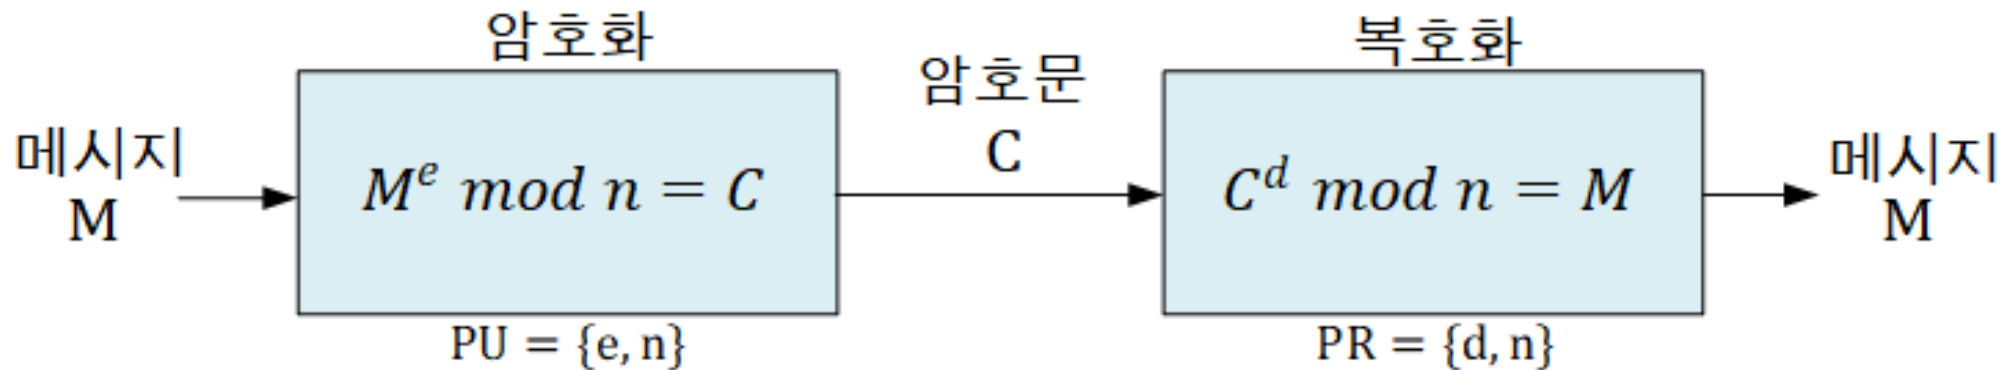 암호화
메시지
M
M^e mod n = C
PU = {e, n}
암호문
C
복호화
C^d mod n = M
PR = {d, n}
메시지
M